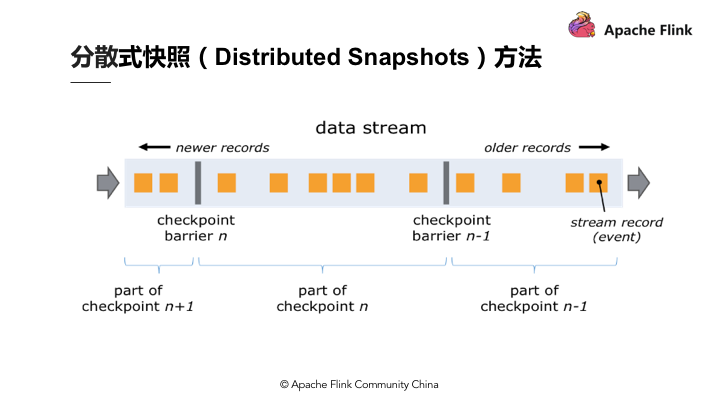 Apache Flink
分散式快照（Distributed Snapshots）方法
data stream
newer records
older records
checkpoint
barrier n
checkpoint
barrier n-1
stream record
(event)
part of
checkpoint n+1
part of
checkpoint n
part of
checkpoint n-1
© Apache Flink Community China